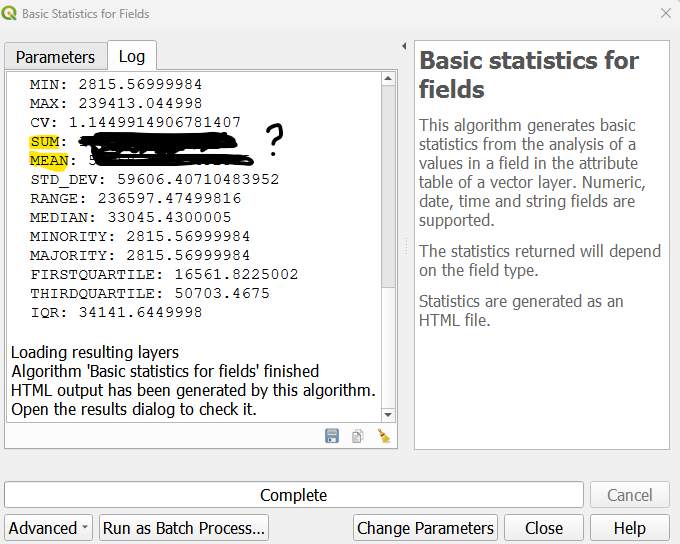 Basic Statistics for Fields
Parameters
Log
MIN: 2815.56999984
MAX: 239413.044998
CV: 1.1449914906781407
SUM:
?
MEAN:
STD_DEV: 59606.40710483952
RANGE: 236597.47499816
MEDIAN: 33045.4300005
MINORITY: 2815.56999984
MAJORITY: 2815.56999984
FIRSTQUARTILE: 16561.8225002
THIRDQUARTILE: 50703.4675
IQR: 34141.6449998
Loading resulting layers
Algorithm 'Basic statistics for fields' finished
HTML output has been generated by this algorithm.
Open the results dialog to check it.
Basic statistics for
fields
This algorithm generates basic
statistics from the analysis of a
values in a field in the attribute
table of a vector layer. Numeric,
date, time and string fields are
supported.
The statistics returned will depend
on the field type.
Statistics are generated as an
HTML file.
Complete
Cancel
Advanced
Run as Batch Process...
Change Parameters
Close
Help